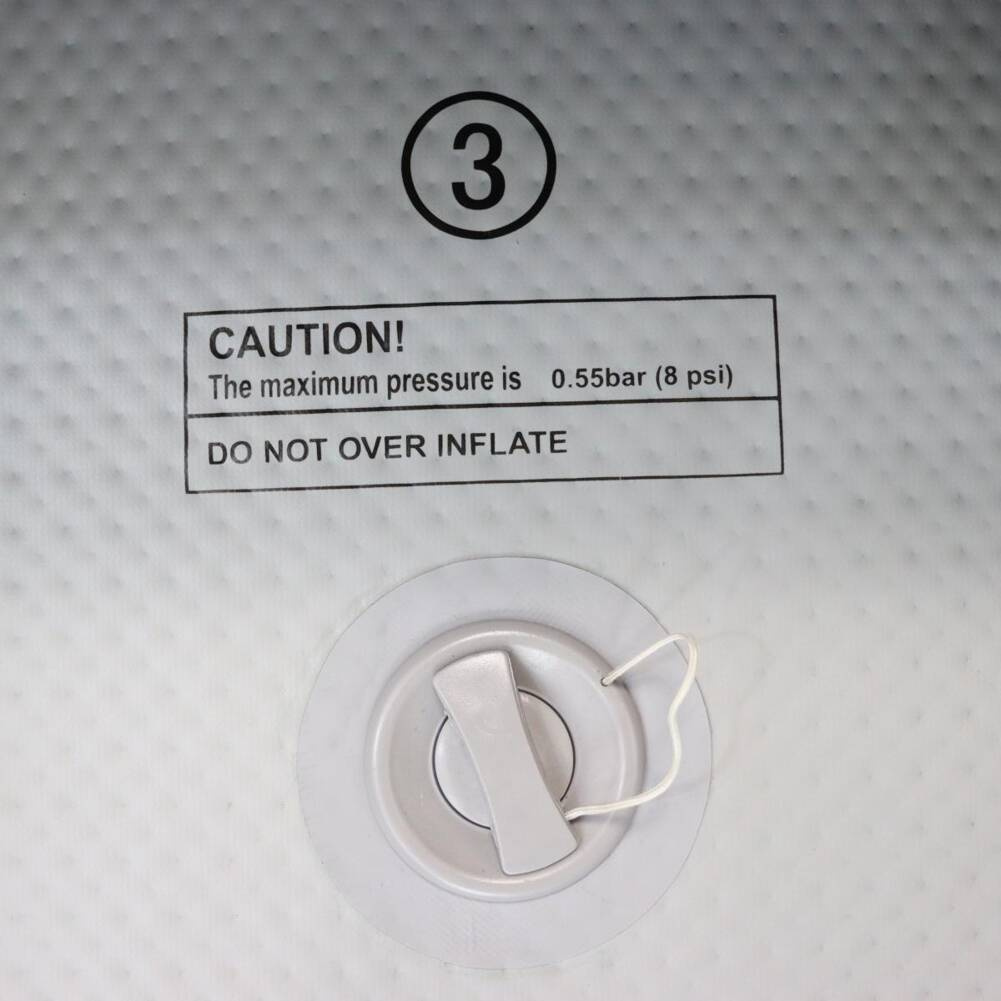 3
CAUTION!
The maximum pressure is 0.55bar (8 psi)
DO NOT OVER INFLATE